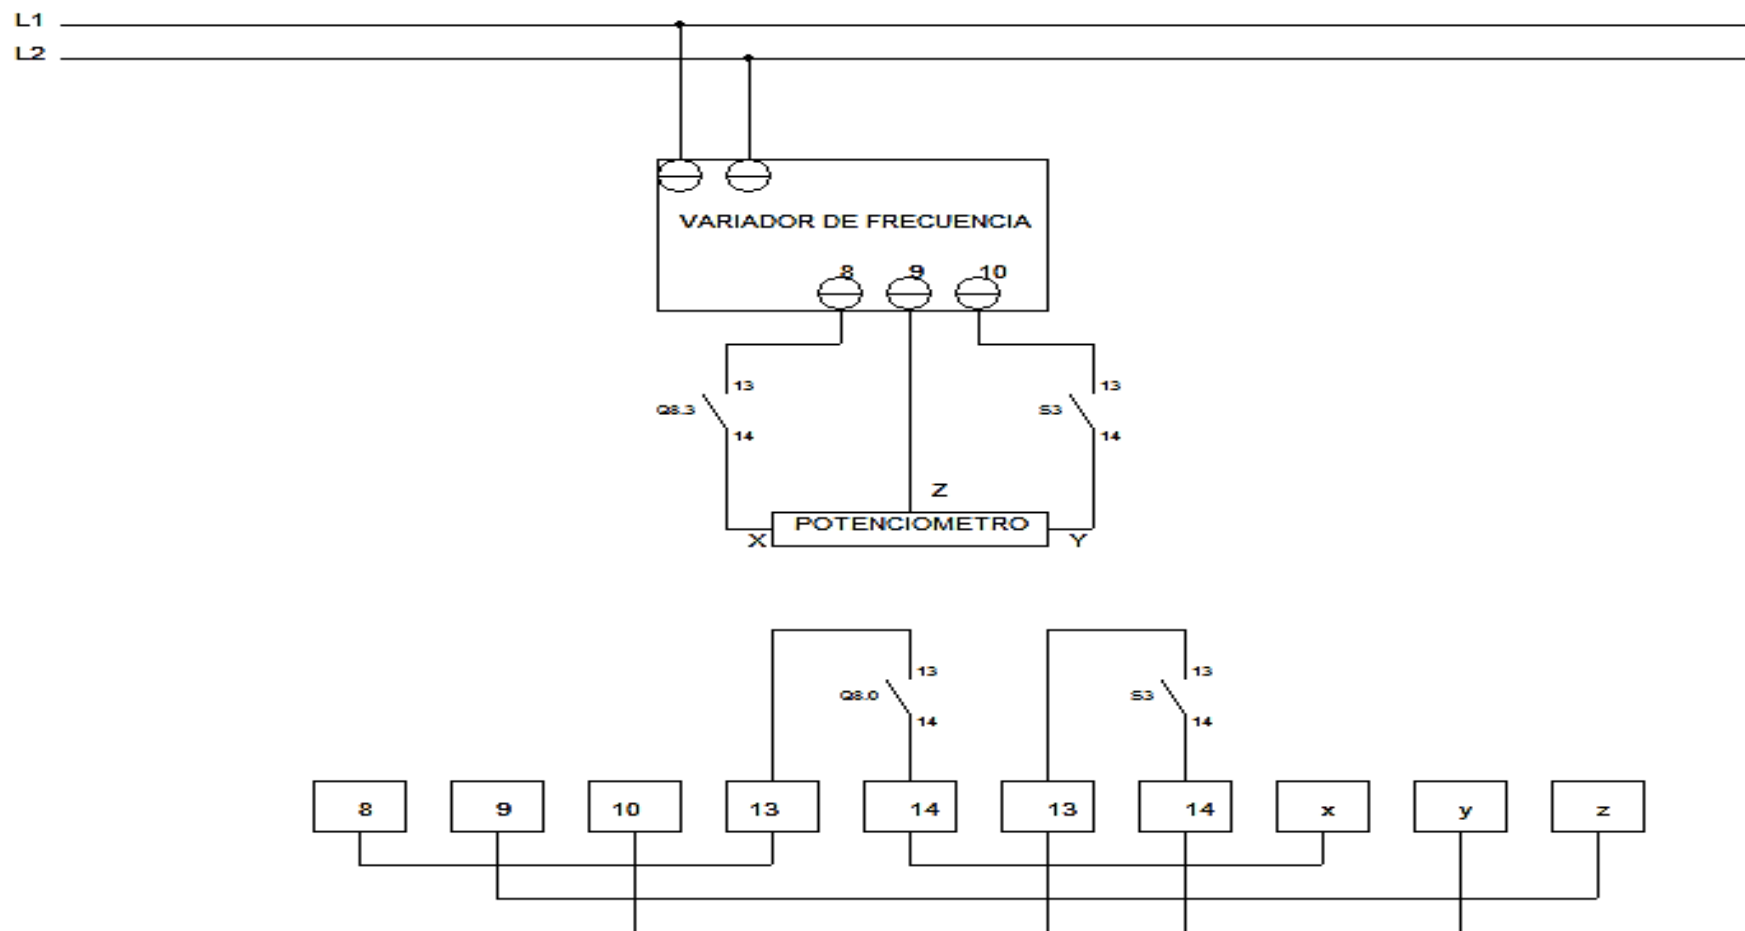 L1
L2
VARIADOR DE FRECUENCIA
8 9 10
13 13
Q8.3 S3
14 14
Z
POTENCIOMETRO
X Y
13 13
Q8.0 S3
14 14
8 9 10 13 14 13 14 x y z